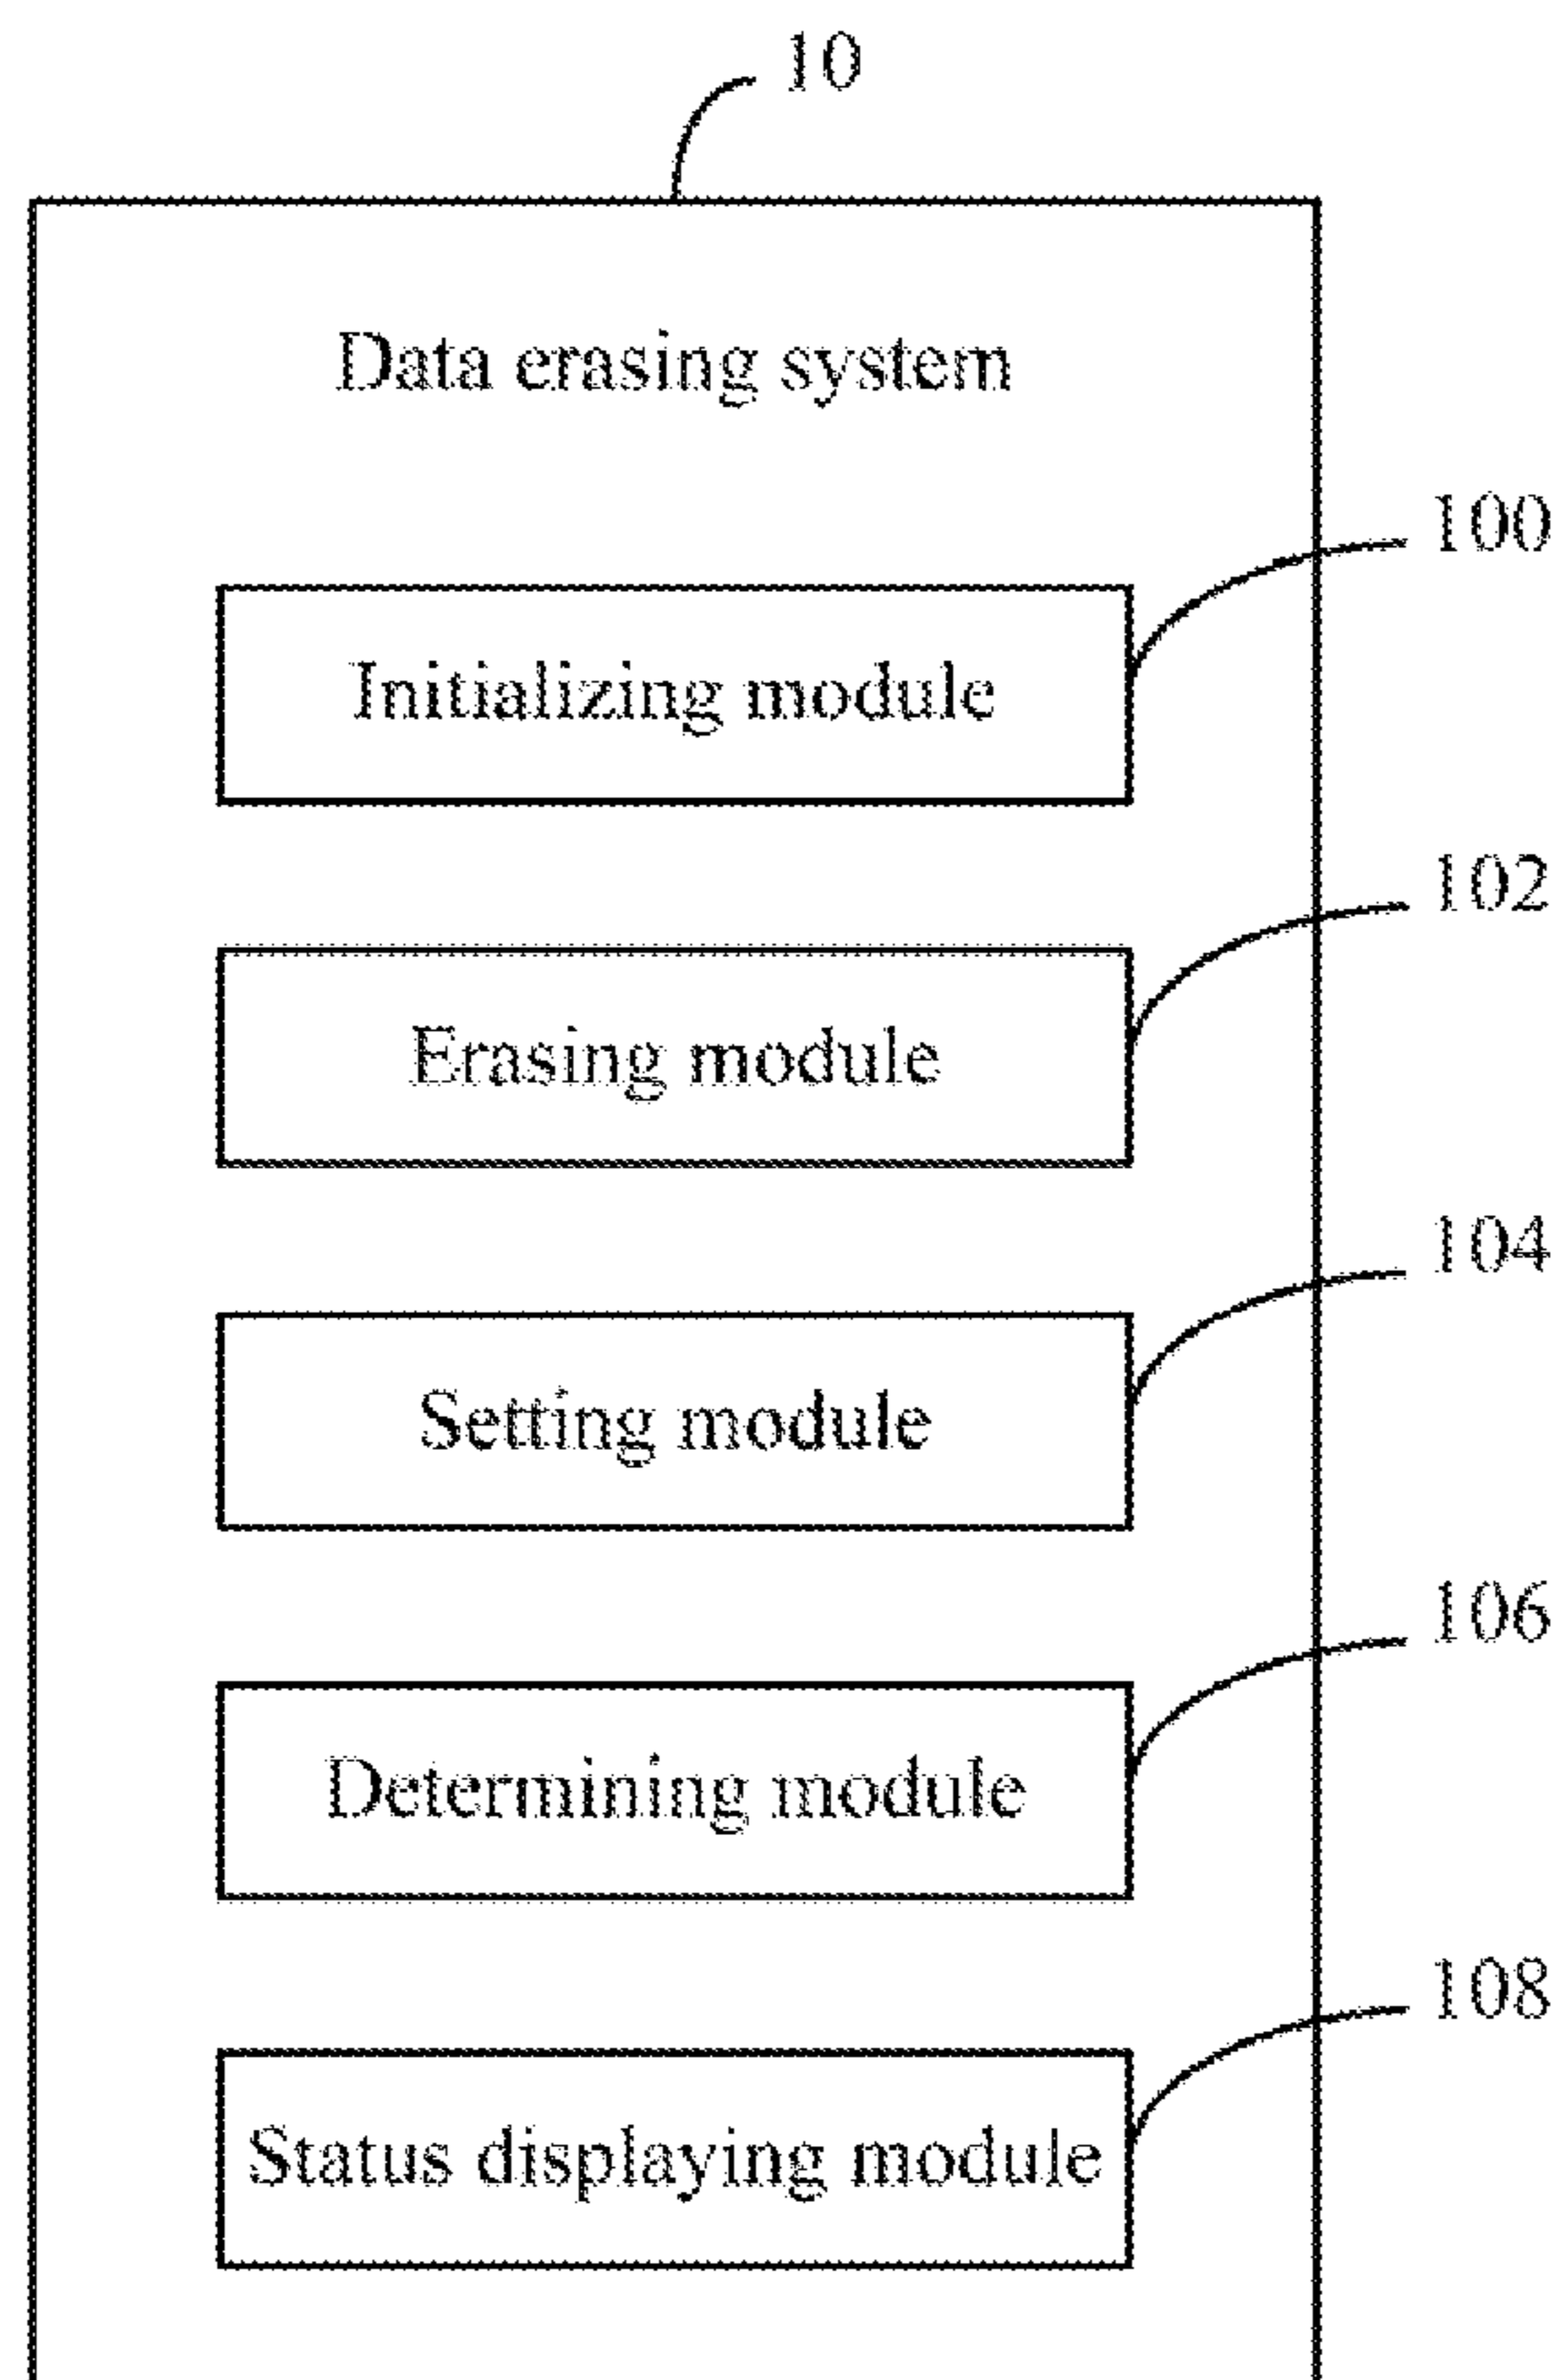 10
Data erasing system
100
Initializing module
102
Erasing module
104
Setting module
106
Determining module
108
Status displaying module